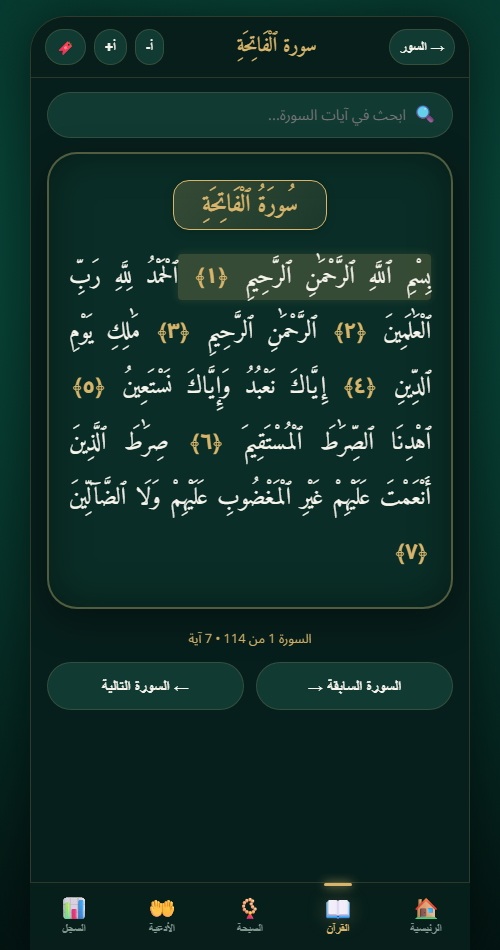 → السور
سورة ٱلْفَاتِحَةِ
أ-
أ+
ابحث في آيات السورة...
سُورَةُ ٱلْفَاتِحَةِ
بِسْمِ ٱللَّهِ ٱلرَّحْمَٰنِ ٱلرَّحِيمِ ﴿١﴾ ٱلْحَمْدُ لِلَّهِ رَبِّ
ٱلْعَٰلَمِينَ ﴿٢﴾ ٱلرَّحْمَٰنِ ٱلرَّحِيمِ ﴿٣﴾ مَٰلِكِ يَوْمِ
ٱلدِّينِ ﴿٤﴾ إِيَّاكَ نَعْبُدُ وَإِيَّاكَ نَسْتَعِينُ ﴿٥﴾
ٱهْدِنَا ٱلصِّرَٰطَ ٱلْمُسْتَقِيمَ ﴿٦﴾ صِرَٰطَ ٱلَّذِينَ
أَنْعَمْتَ عَلَيْهِمْ غَيْرِ ٱلْمَغْضُوبِ عَلَيْهِمْ وَلَا ٱلضَّآلِّينَ
﴿٧﴾
السورة 1 من 114 • 7 آية
السورة السابقة →
← السورة التالية
الرئيسية
القرآن
السبحة
الأدعية
السجل